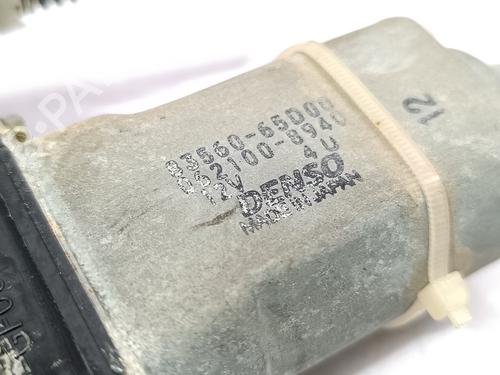 83560-65D00
062100-8940
12V 4U
DENSO
MADE IN JAPAN
12